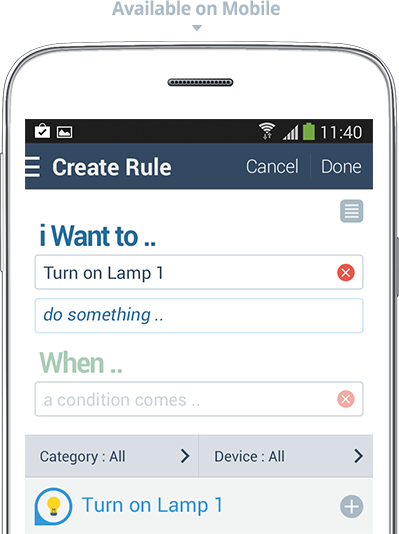 Available on Mobile
11:40
Create Rule Cancel Done
i Want to ..
Turn on Lamp 1
do something ..
When ..
a condition comes ..
Category : All Device : All
Turn on Lamp 1